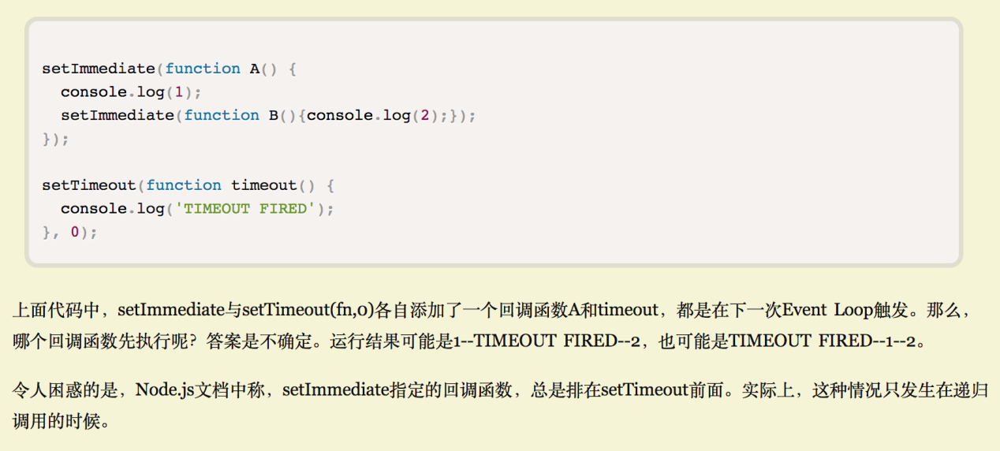 setImmediate(function A() {
  console.log(1);
  setImmediate(function B(){console.log(2);});
});
setTimeout(function timeout() {
  console.log('TIMEOUT FIRED');
}, 0);
上面代码中，setImmediate与setTimeout(fn,0)各自添加了一个回调函数A和timeout，都是在下一次Event Loop触发。那么，
哪个回调函数先执行呢？答案是不确定。运行结果可能是1--TIMEOUT FIRED--2，也可能是TIMEOUT FIRED--1--2。
令人困惑的是，Node.js文档中称，setImmediate指定的回调函数，总是排在setTimeout前面。实际上，这种情况只发生在递归
调用的时候。